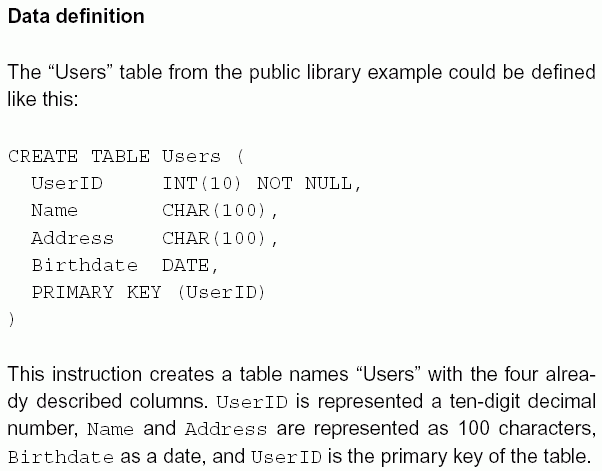 Data definition
The “Users” table from the public library example could be defined
like this:
CREATE TABLE Users (
  UserID     INT(10) NOT NULL,
  Name       CHAR(100),
  Address    CHAR(100),
  Birthdate  DATE,
  PRIMARY KEY (UserID)
)
This instruction creates a table names “Users” with the four alrea-
dy described columns. UserID is represented a ten-digit decimal
number, Name and Address are represented as 100 characters,
Birthdate as a date, and UserID is the primary key of the table.